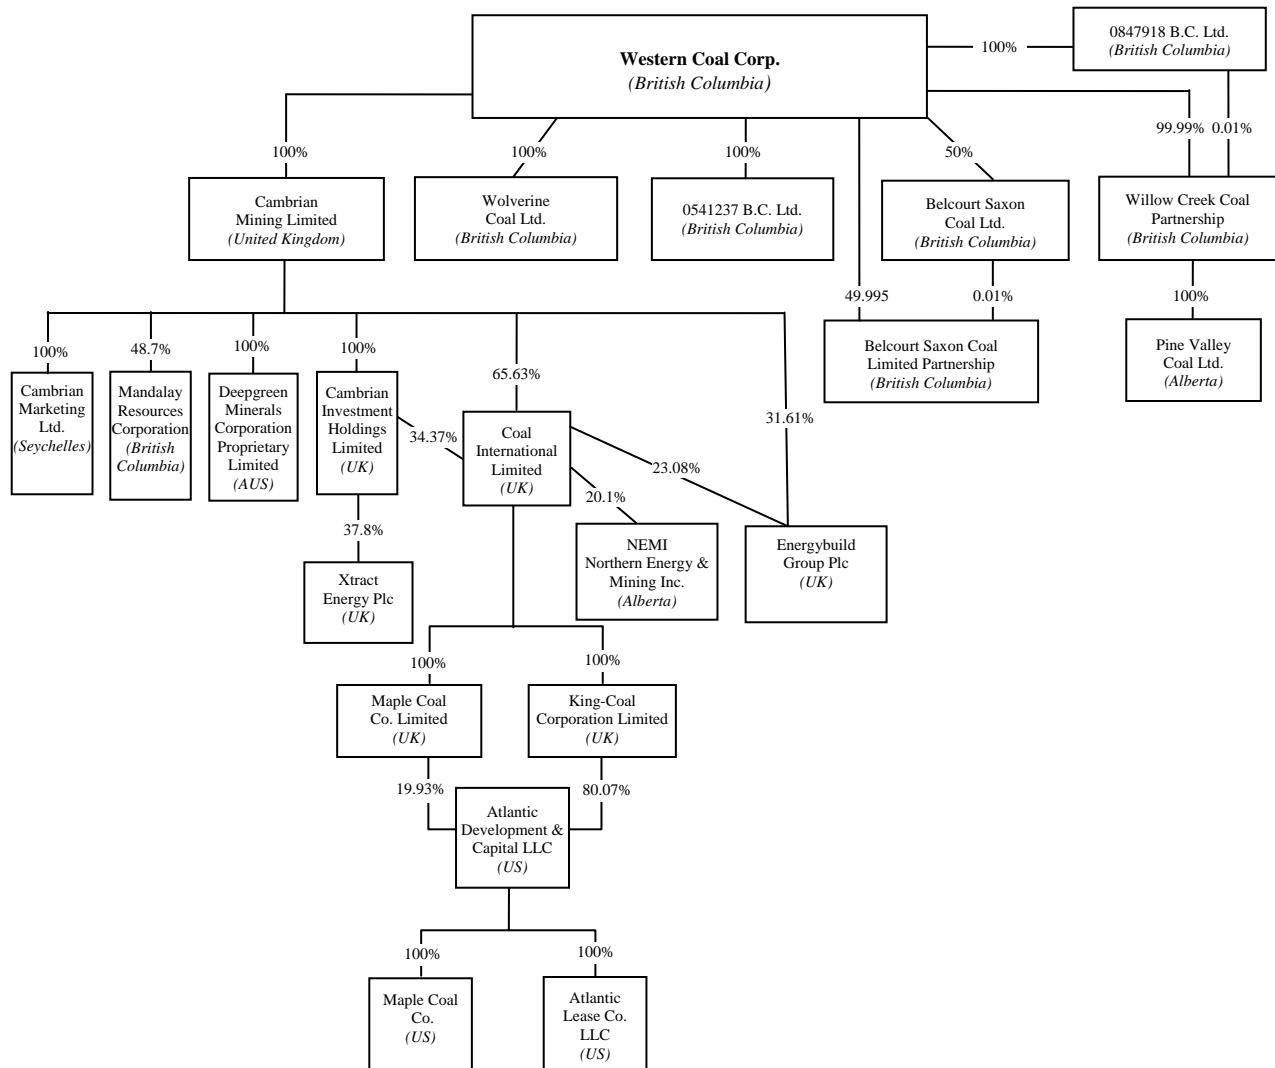 Western Coal Corp.
(British Columbia)
0847918 B.C. Ltd.
(British Columbia)
100%
99.99%
0.01%
100%
100%
100%
50%
Cambrian
Mining Limited
(United Kingdom)
Wolverine
Coal Ltd.
(British Columbia)
0541237 B.C. Ltd.
(British Columbia)
Belcourt Saxon
Coal Ltd.
(British Columbia)
Willow Creek Coal
Partnership
(British Columbia)
49.995
0.01%
100%
Belcourt Saxon Coal
Limited Partnership
(British Columbia)
Pine Valley
Coal Ltd.
(Alberta)
100%
48.7%
100%
100%
65.63%
31.61%
Cambrian
Marketing
Ltd.
(Seychelles)
Mandalay
Resources
Corporation
(British
Columbia)
Deepgreen
Minerals
Corporation
Proprietary
Limited
(AUS)
Cambrian
Investment
Holdings
Limited
(UK)
34.37%
Coal
International
Limited
(UK)
23.08%
20.1%
37.8%
Xtract
Energy Plc
(UK)
NEMI
Northern Energy &
Mining Inc.
(Alberta)
Energybuild
Group Plc
(UK)
100%
100%
Maple Coal
Co. Limited
(UK)
King-Coal
Corporation Limited
(UK)
19.93%
80.07%
Atlantic
Development &
Capital LLC
(US)
100%
100%
Maple Coal
Co.
(US)
Atlantic
Lease Co.
LLC
(US)